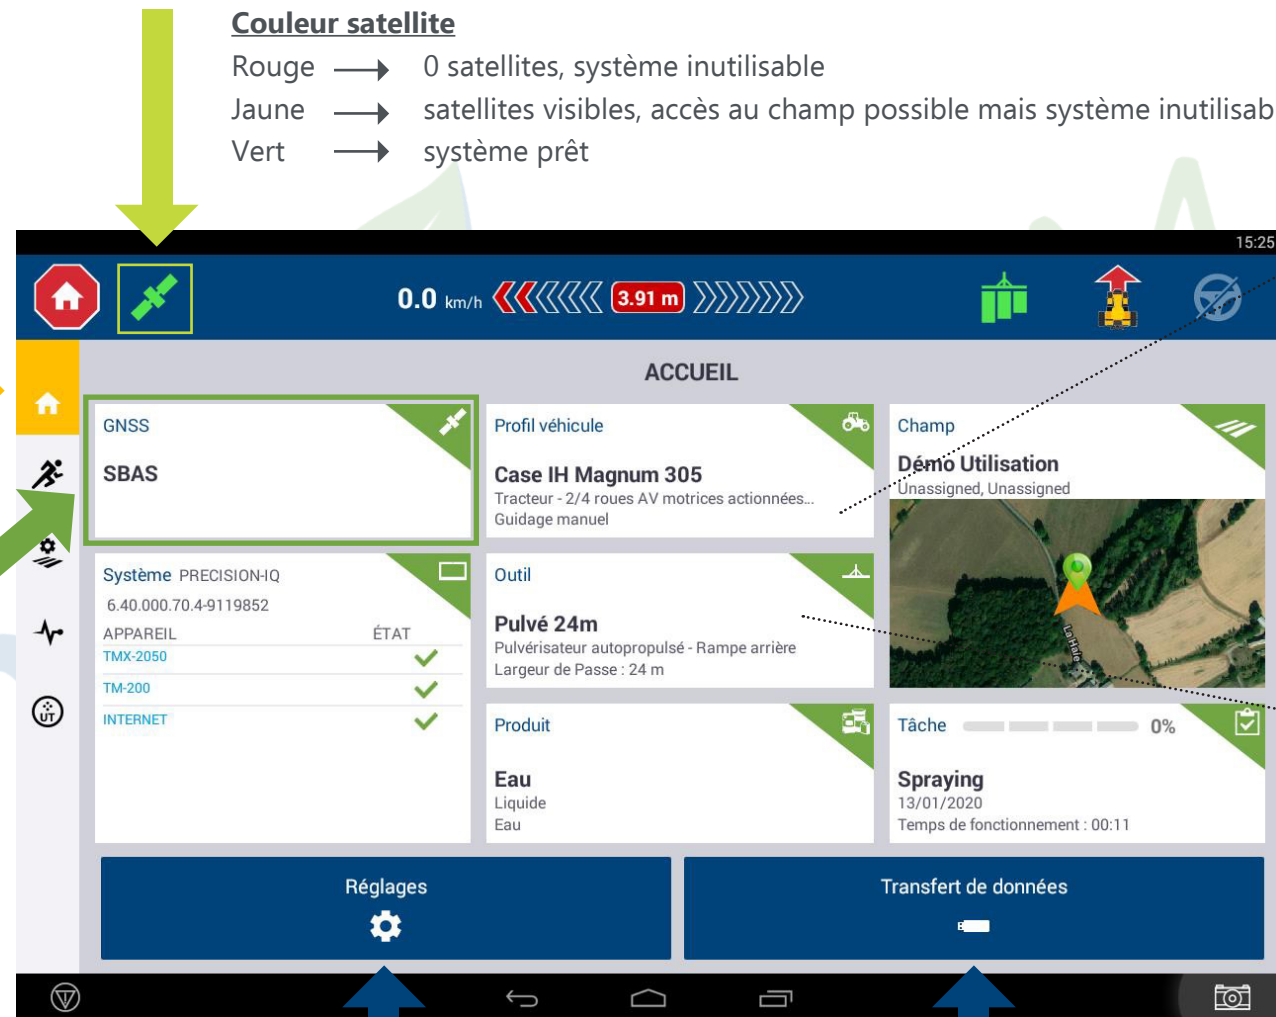 Couleur satellite
Rouge 0 satellites, système inutilisable
Jaune satellites visibles, accès au champ possible mais système inutilisab
Vert système prêt
15:25
0.0 km/h 3.91 m
ACCUEIL
GNSS
SBAS
Profil véhicule
Case IH Magnum 305
Tracteur - 2/4 roues AV motrices actionnées...
Guidage manuel
Champ
Démo Utilisation
Unassigned, Unassigned
La Haie
Système PRECISION-IQ
6.40.000.70.4-9119852
APPAREIL ÉTAT
TMX-2050
TM-200
INTERNET
Outil
Pulvé 24m
Pulvérisateur autopropulsé - Rampe arrière
Largeur de Passe : 24 m
Produit
Eau
Liquide
Eau
Tâche 0%
Spraying
13/01/2020
Temps de fonctionnement : 00:11
UT
Réglages
Transfert de données